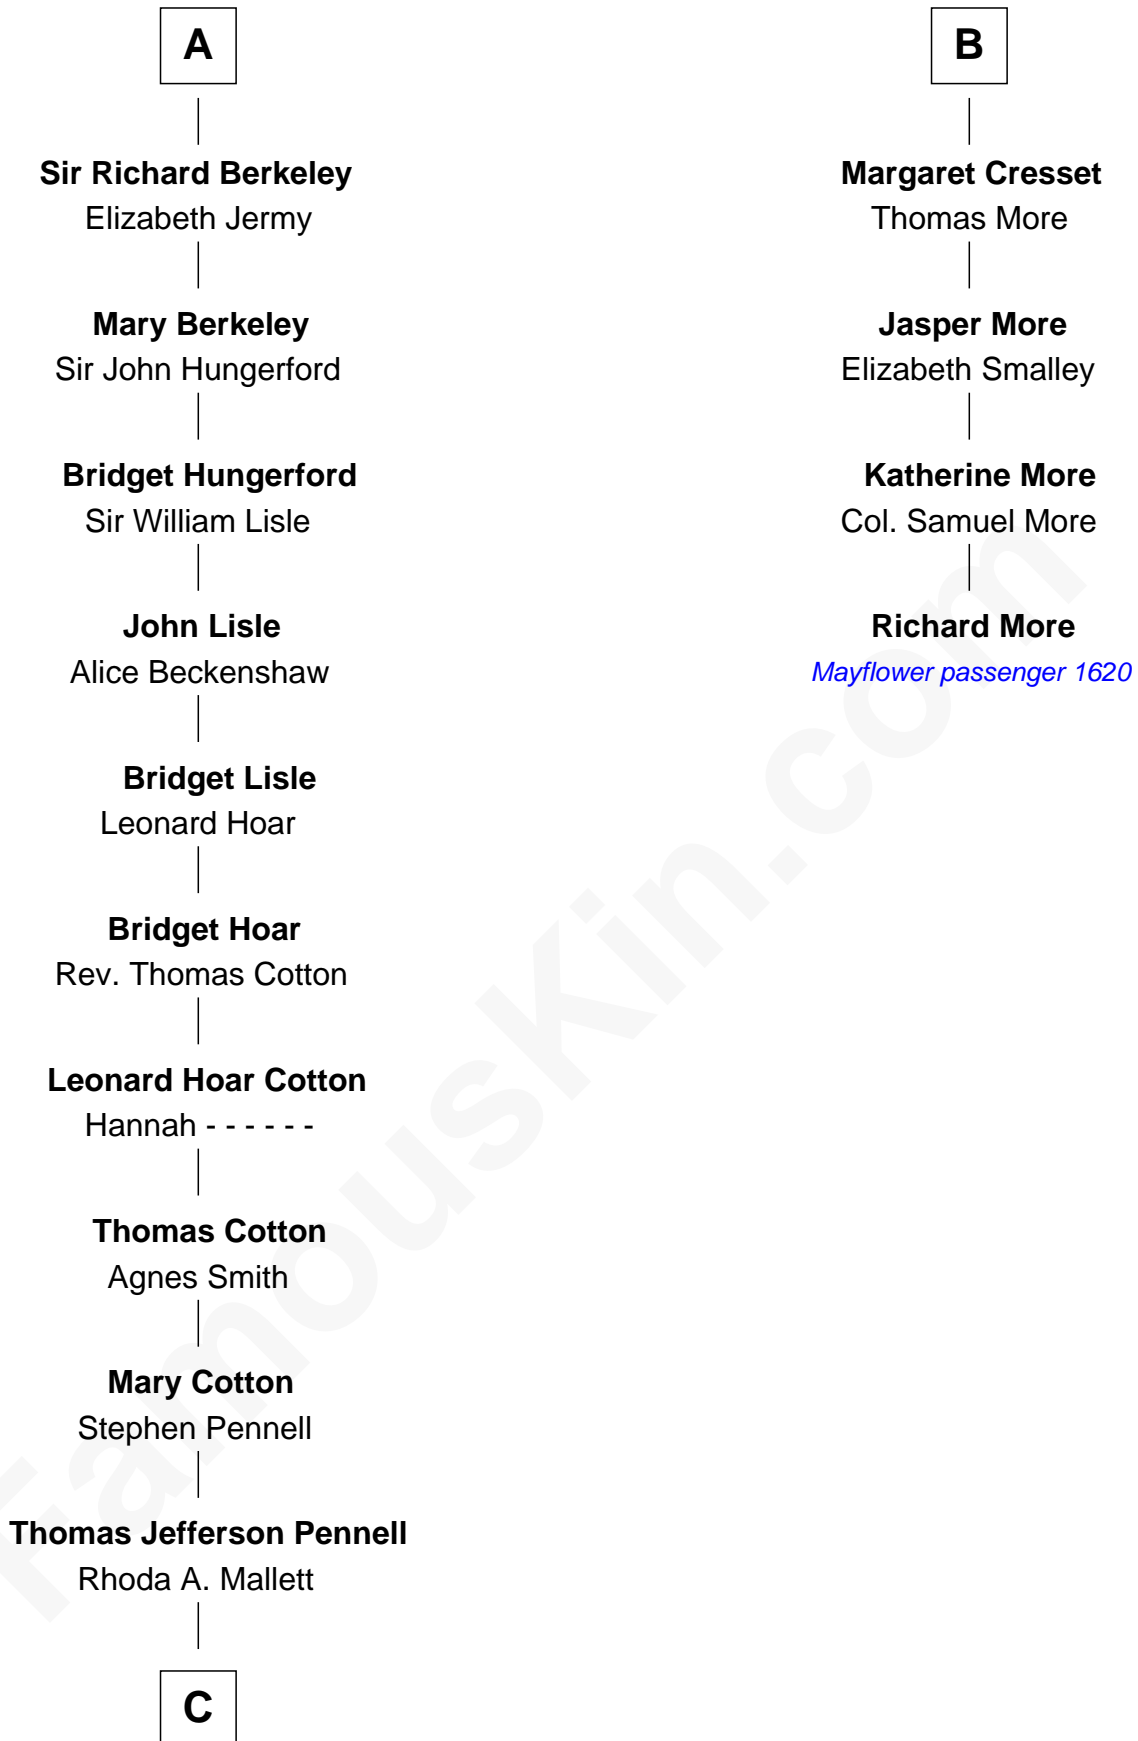 A
Sir Richard Berkeley
Elizabeth Jermy
Mary Berkeley
Sir John Hungerford
Bridget Hungerford
Sir William Lisle
John Lisle
Alice Beckenshaw
Bridget Lisle
Leonard Hoar
Bridget Hoar
Rev. Thomas Cotton
Leonard Hoar Cotton
Hannah - - - - - -
Thomas Cotton
Agnes Smith
Mary Cotton
Stephen Pennell
Thomas Jefferson Pennell
Rhoda A. Mallett
C
B
Margaret Cresset
Thomas More
Jasper More
Elizabeth Smalley
Katherine More
Col. Samuel More
Richard More
Mayflower passenger 1620
FamousKin.com